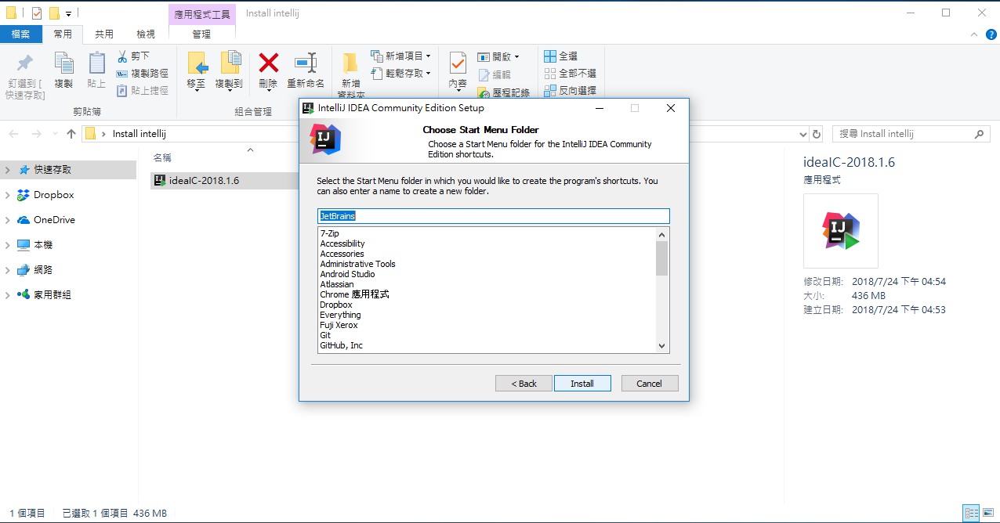 應用程式工具
Install intellij
檔案
常用
共用
檢視
管理
釘選到 [
快速存取]
複製
貼上
剪下
複製路徑
貼上捷徑
剪貼簿
移至
複製到
刪除
重新命名
組合管理
新增
資料夾
新增項目
輕鬆存取
內容
開啟
編輯
歷程記錄
全選
全部不選
反向選擇
Install intellij
搜尋 Install intellij
快速存取
Dropbox
OneDrive
本機
網路
家用群組
名稱
ideaIC-2018.1.6
IntelliJ IDEA Community Edition Setup
IJ
Choose Start Menu Folder
Choose a Start Menu folder for the IntelliJ IDEA Community
Edition shortcuts.
Select the Start Menu folder in which you would like to create the program's shortcuts. You
can also enter a name to create a new folder.
JetBrains
7-Zip
Accessibility
Accessories
Administrative Tools
Android Studio
Atlassian
Chrome 應用程式
Dropbox
Everything
Fuji Xerox
Git
GitHub, Inc
< Back
Install
Cancel
ideaIC-2018.1.6
應用程式
IJ
修改日期: 2018/7/24 下午 04:54
大小: 436 MB
建立日期: 2018/7/24 下午 04:53
1 個項目
已選取 1 個項目 436 MB